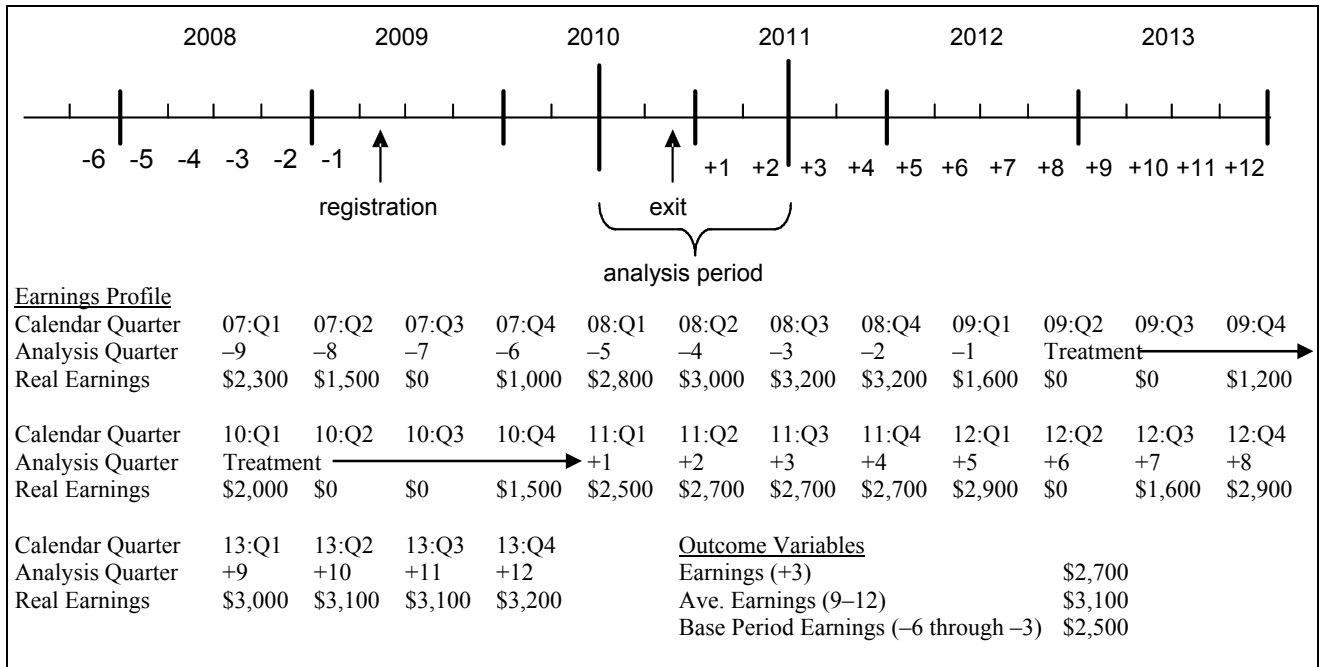 2008 2009 2010 2011 2012 2013
-6 -5 -4 -3 -2 -1 +1 +2 +3 +4 +5 +6 +7 +8 +9 +10 +11 +12
registration exit
analysis period
Earnings Profile
Calendar Quarter 07:Q1 07:Q2 07:Q3 07:Q4 08:Q1 08:Q2 08:Q3 08:Q4 09:Q1 09:Q2 09:Q3 09:Q4
Analysis Quarter –9 –8 –7 –6 –5 –4 –3 –2 –1 Treatment
Real Earnings $2,300 $1,500 $0 $1,000 $2,800 $3,000 $3,200 $3,200 $1,600 $0 $0 $1,200
Calendar Quarter 10:Q1 10:Q2 10:Q3 10:Q4 11:Q1 11:Q2 11:Q3 11:Q4 12:Q1 12:Q2 12:Q3 12:Q4
Analysis Quarter Treatment +1 +2 +3 +4 +5 +6 +7 +8
Real Earnings $2,000 $0 $0 $1,500 $2,500 $2,700 $2,700 $2,700 $2,900 $0 $1,600 $2,900
Calendar Quarter 13:Q1 13:Q2 13:Q3 13:Q4
Analysis Quarter +9 +10 +11 +12
Real Earnings $3,000 $3,100 $3,100 $3,200
Outcome Variables
Earnings (+3) $2,700
Ave. Earnings (9–12) $3,100
Base Period Earnings (–6 through –3) $2,500